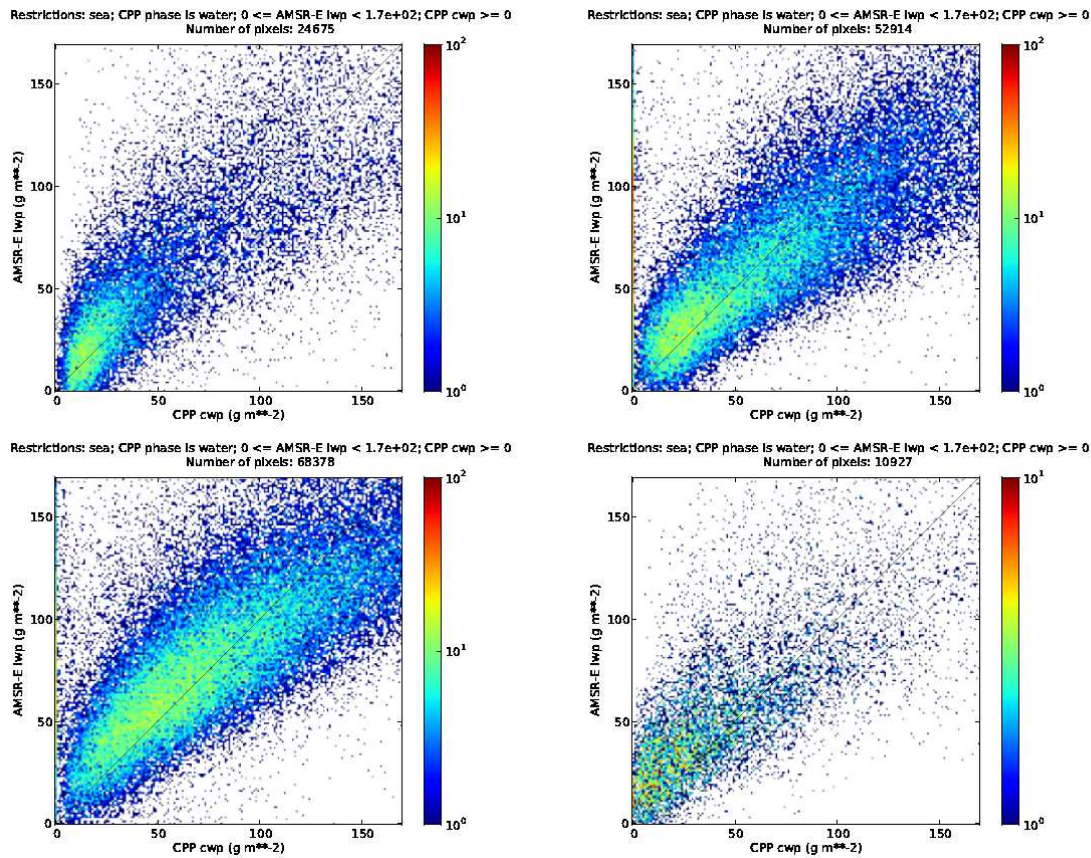 Restrictions: sea; CPP phase is water; 0 <= AMSR-E lwp < 1.7e+02; CPP cwp >= 0
Number of pixels: 24675
150
100
50
0
AMSR-E lwp (g m**-2)
0 50 100 150
CPP cwp (g m**-2)
10²
10¹
10⁰
Restrictions: sea; CPP phase is water; 0 <= AMSR-E lwp < 1.7e+02; CPP cwp >= 0
Number of pixels: 52914
150
100
50
0
AMSR-E lwp (g m**-2)
0 50 100 150
CPP cwp (g m**-2)
10²
10¹
10⁰
Restrictions: sea; CPP phase is water; 0 <= AMSR-E lwp < 1.7e+02; CPP cwp >= 0
Number of pixels: 68378
150
100
50
0
AMSR-E lwp (g m**-2)
0 50 100 150
CPP cwp (g m**-2)
10²
10¹
10⁰
Restrictions: sea; CPP phase is water; 0 <= AMSR-E lwp < 1.7e+02; CPP cwp >= 0
Number of pixels: 10927
150
100
50
0
AMSR-E lwp (g m**-2)
0 50 100 150
CPP cwp (g m**-2)
10¹
10⁰